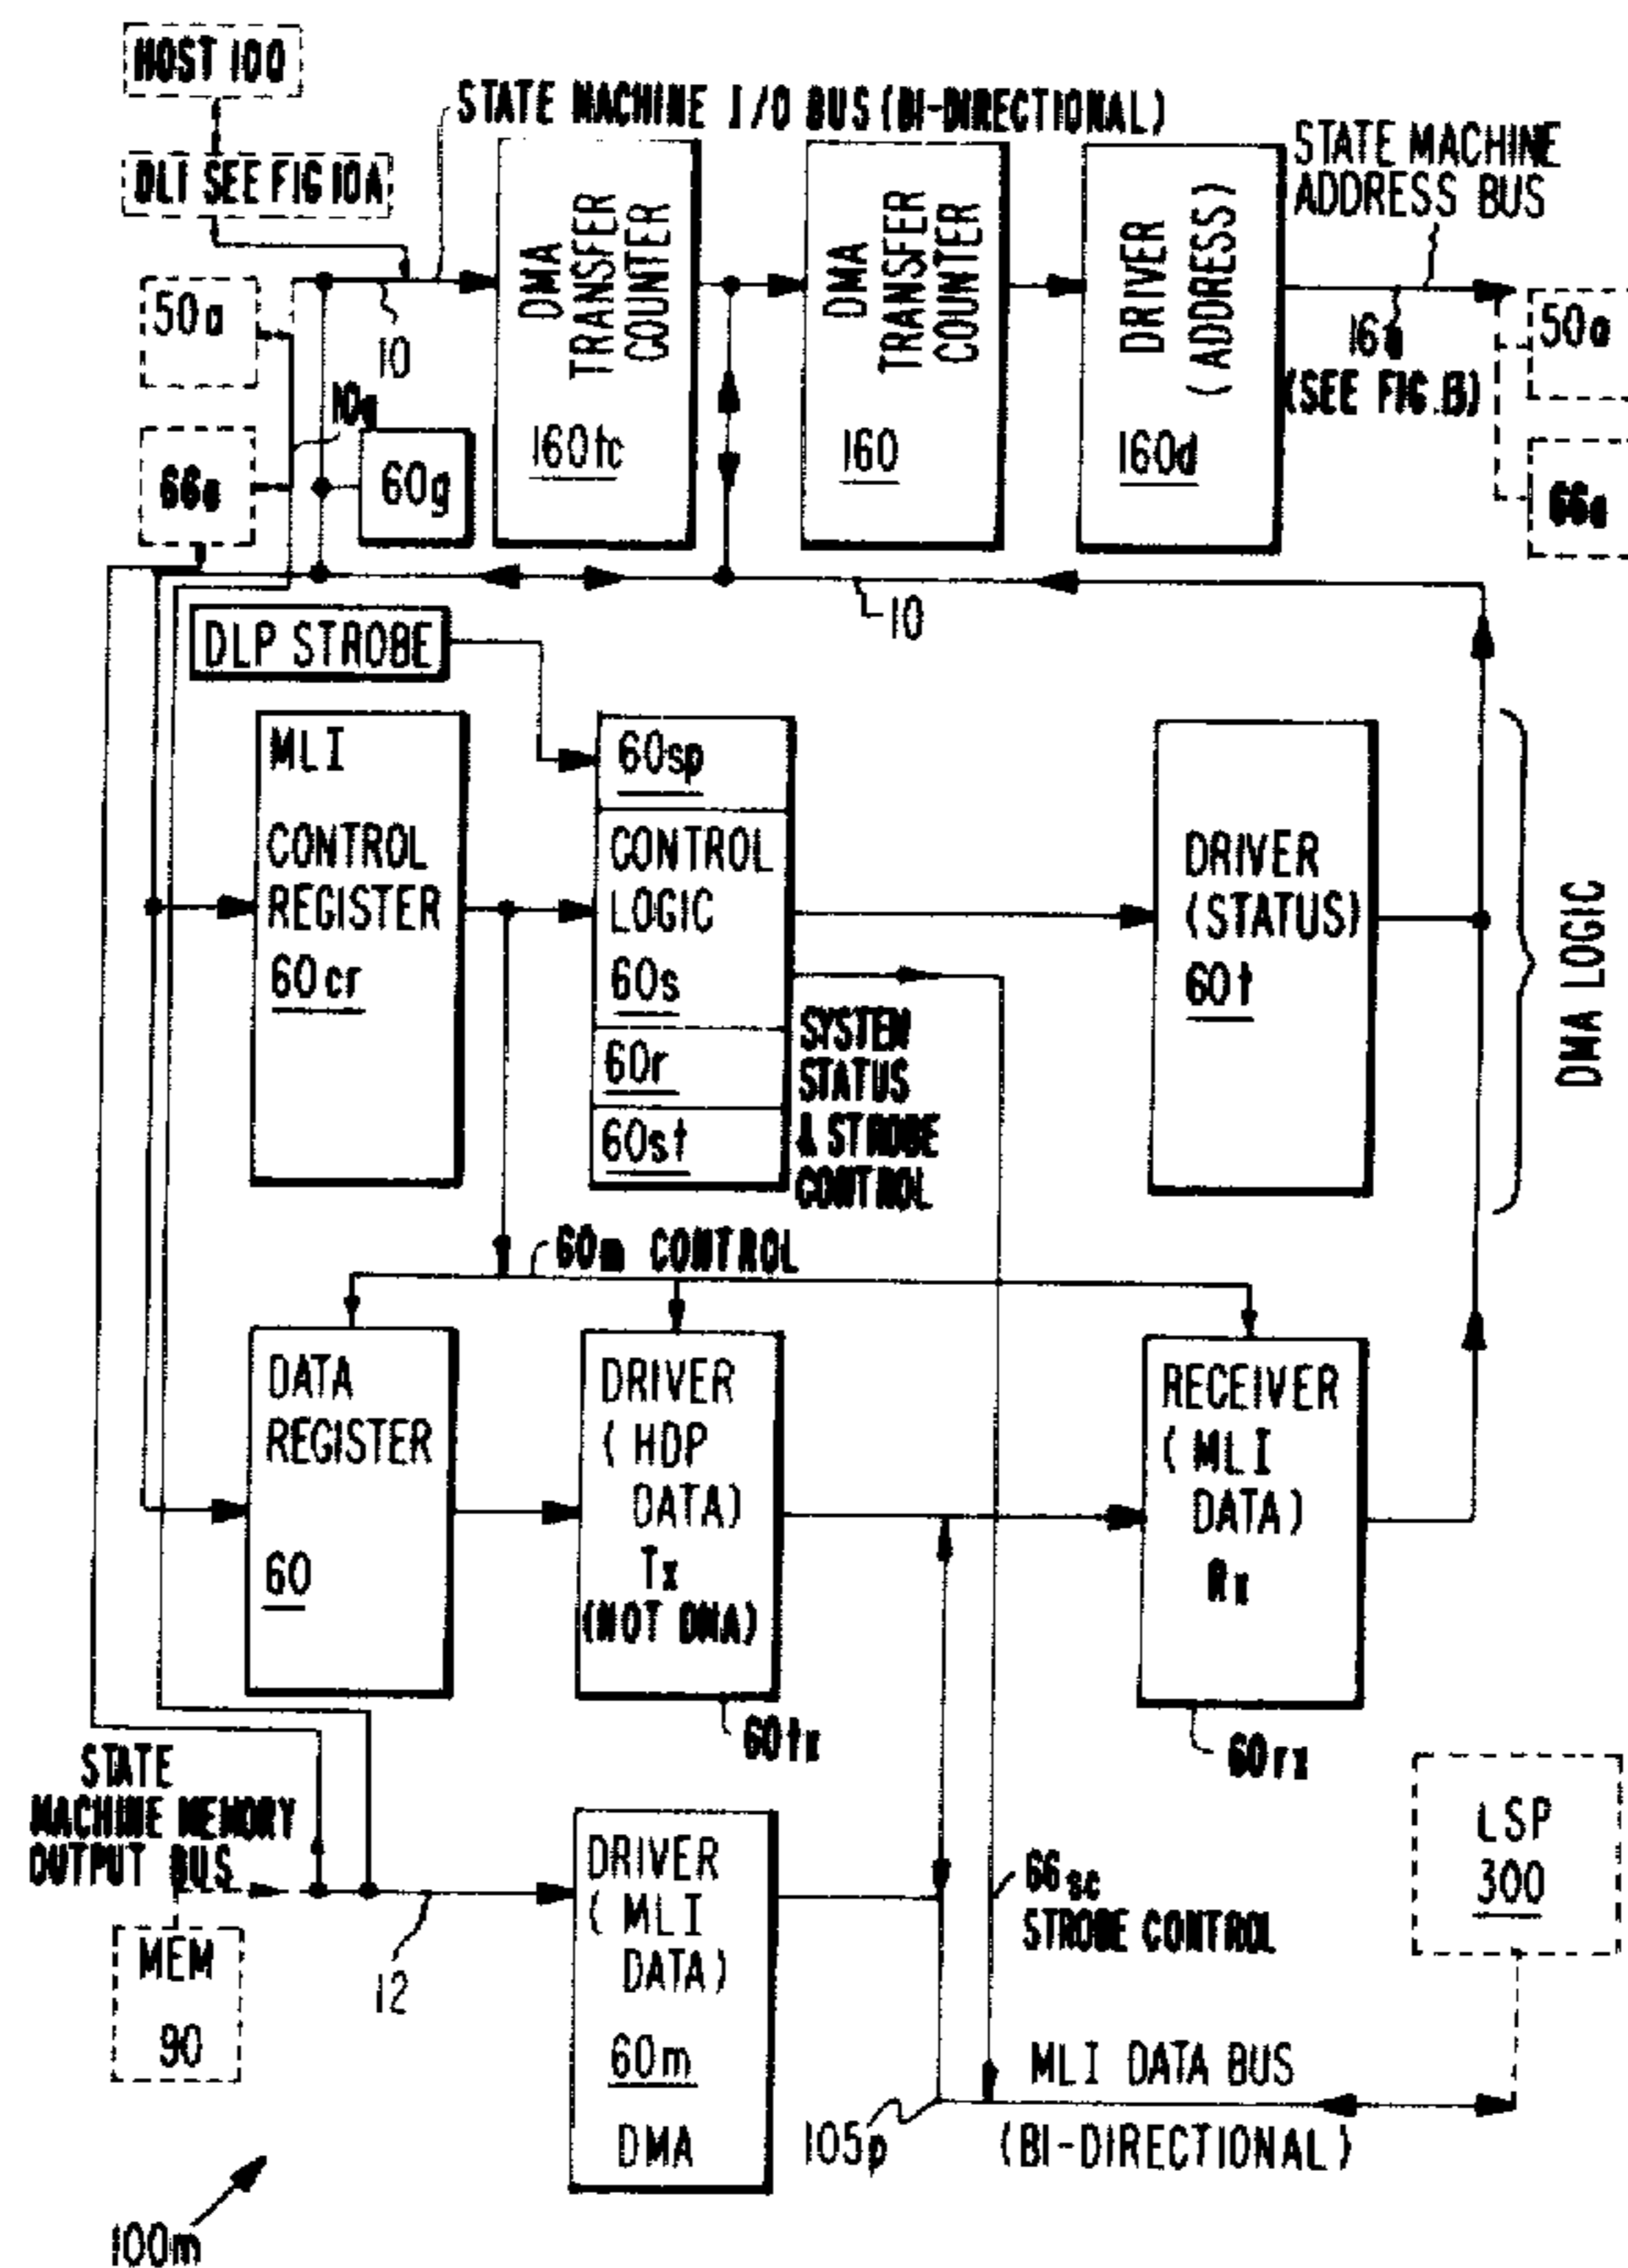 HOST 100
STATE MACHINE I/O BUS (BI-DIRECTIONAL)
STATE MACHINE
ADDRESS BUS
DLI SEE FIG 10A
50a
10
DMA
TRANSFER
COUNTER
160tc
DMA
TRANSFER
COUNTER
160
DRIVER
(ADDRESS)
160d
(SEE FIG. B)
50a
66a
60g
66a
10
DLP STROBE
MLI
CONTROL
REGISTER
60cr
60sp
CONTROL
LOGIC
60s
60r
60st
SYSTEM
STATUS
& STROBE
CONTROL
DRIVER
(STATUS)
60t
DMA LOGIC
60m CONTROL
DATA
REGISTER
60
DRIVER
( HDP
DATA)
Tx
(NOT DMA)
60tx
RECEIVER
( MLI
DATA)
Rx
60rx
STATE
MACHINE MEMORY
OUTPUT BUS
MEM
90
12
DRIVER
( MLI
DATA)
60m
DMA
66sc
STROBE CONTROL
LSP
300
MLI DATA BUS
(BI-DIRECTIONAL)
105p
100m